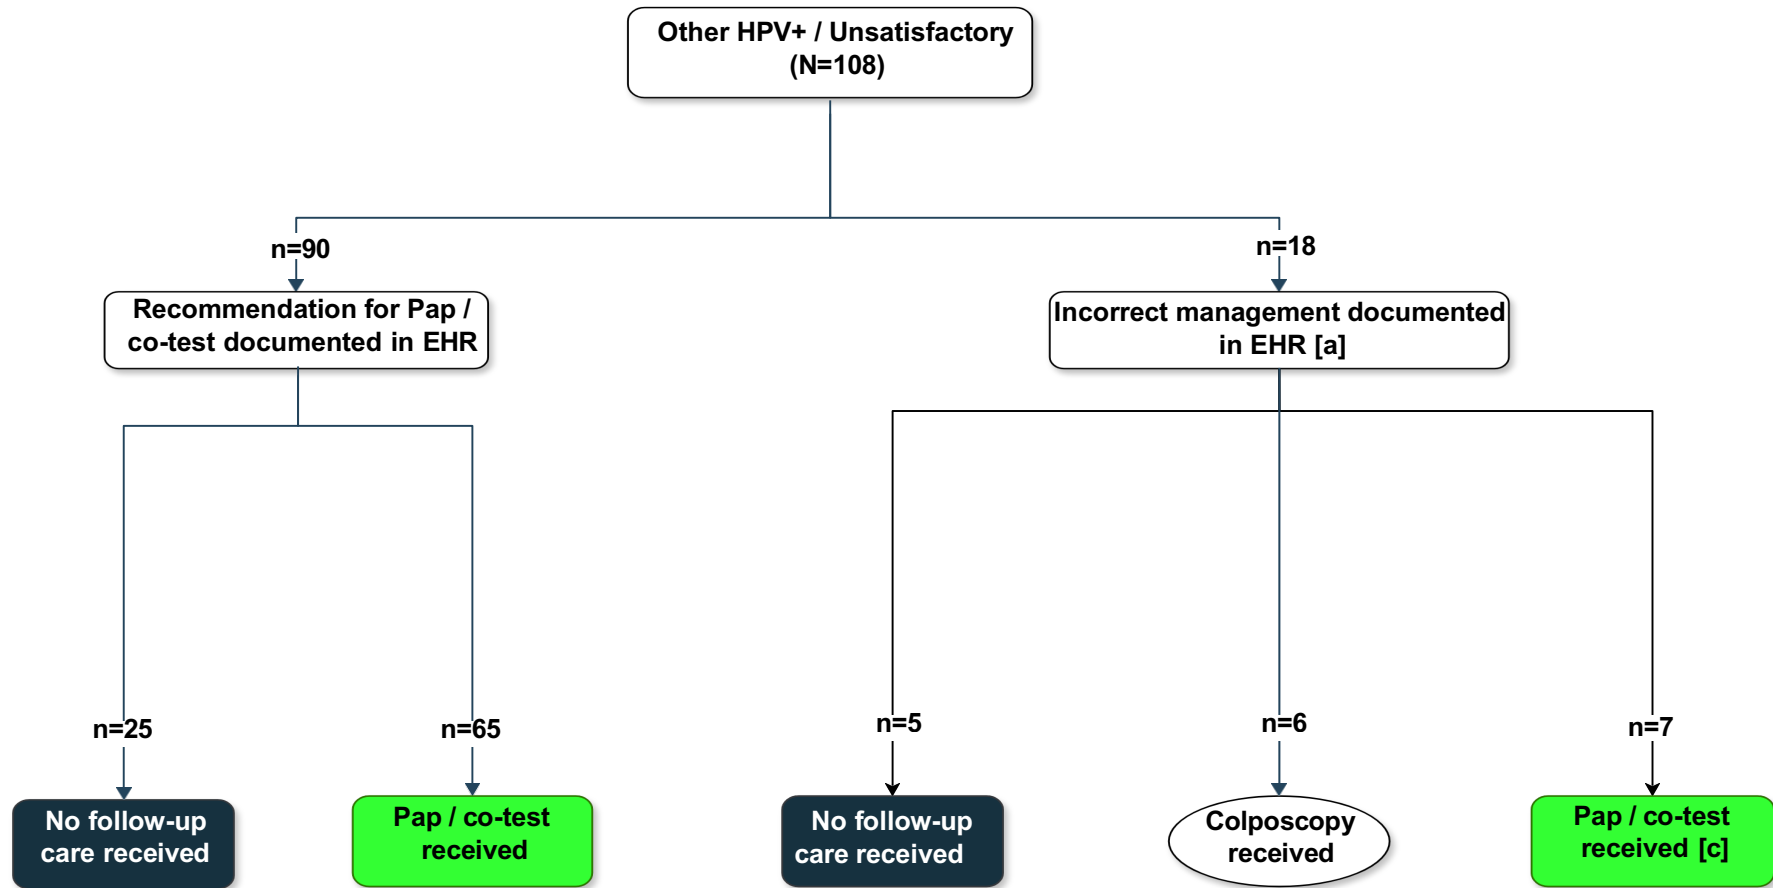 Other HPV+ / Unsatisfactory
(N=108)
n=90
n=18
Recommendation for Pap /
co-test documented in EHR
Incorrect management documented
in EHR [a]
n=25
n=65
n=5
n=6
n=7
No follow-up
care received
Pap / co-test
received
No follow-up
care received
Colposcopy
received
Pap / co-test
received [c]